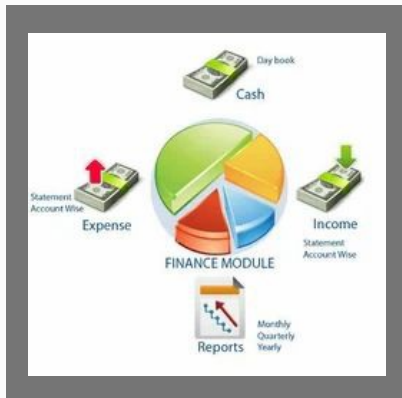 Day book
Cash
Statement
Account Wise
Expense
Income
Statement
Account Wise
FINANCE MODULE
Reports
Monthly
Quarterly
Yearly